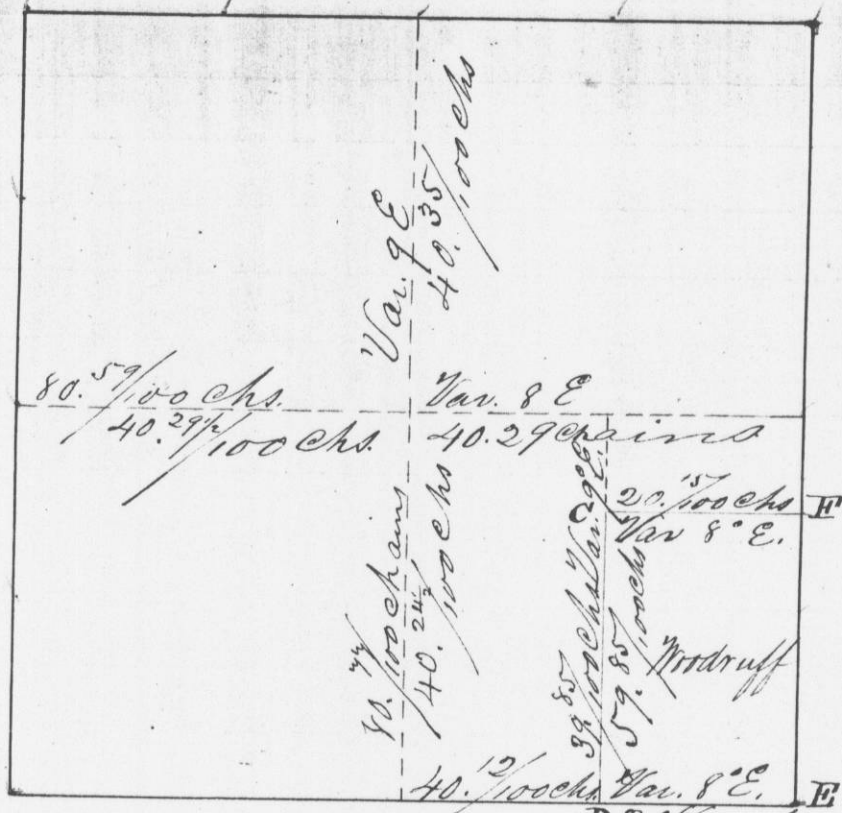 Var. 9 E
40. 35/100 chs
80. 59/100 chs.
Var. 8 E
40. 29½/100 chs.
40.29 chains
20. 15/100 chs
F
Var 8° E.
C
80. 77/100 chains
40. 24½/100 chs
39. 85/100 chs Var. 9° E.
59. 85/100 chs
Woodruff
40. 12/100 chs Var. 8° E.
E